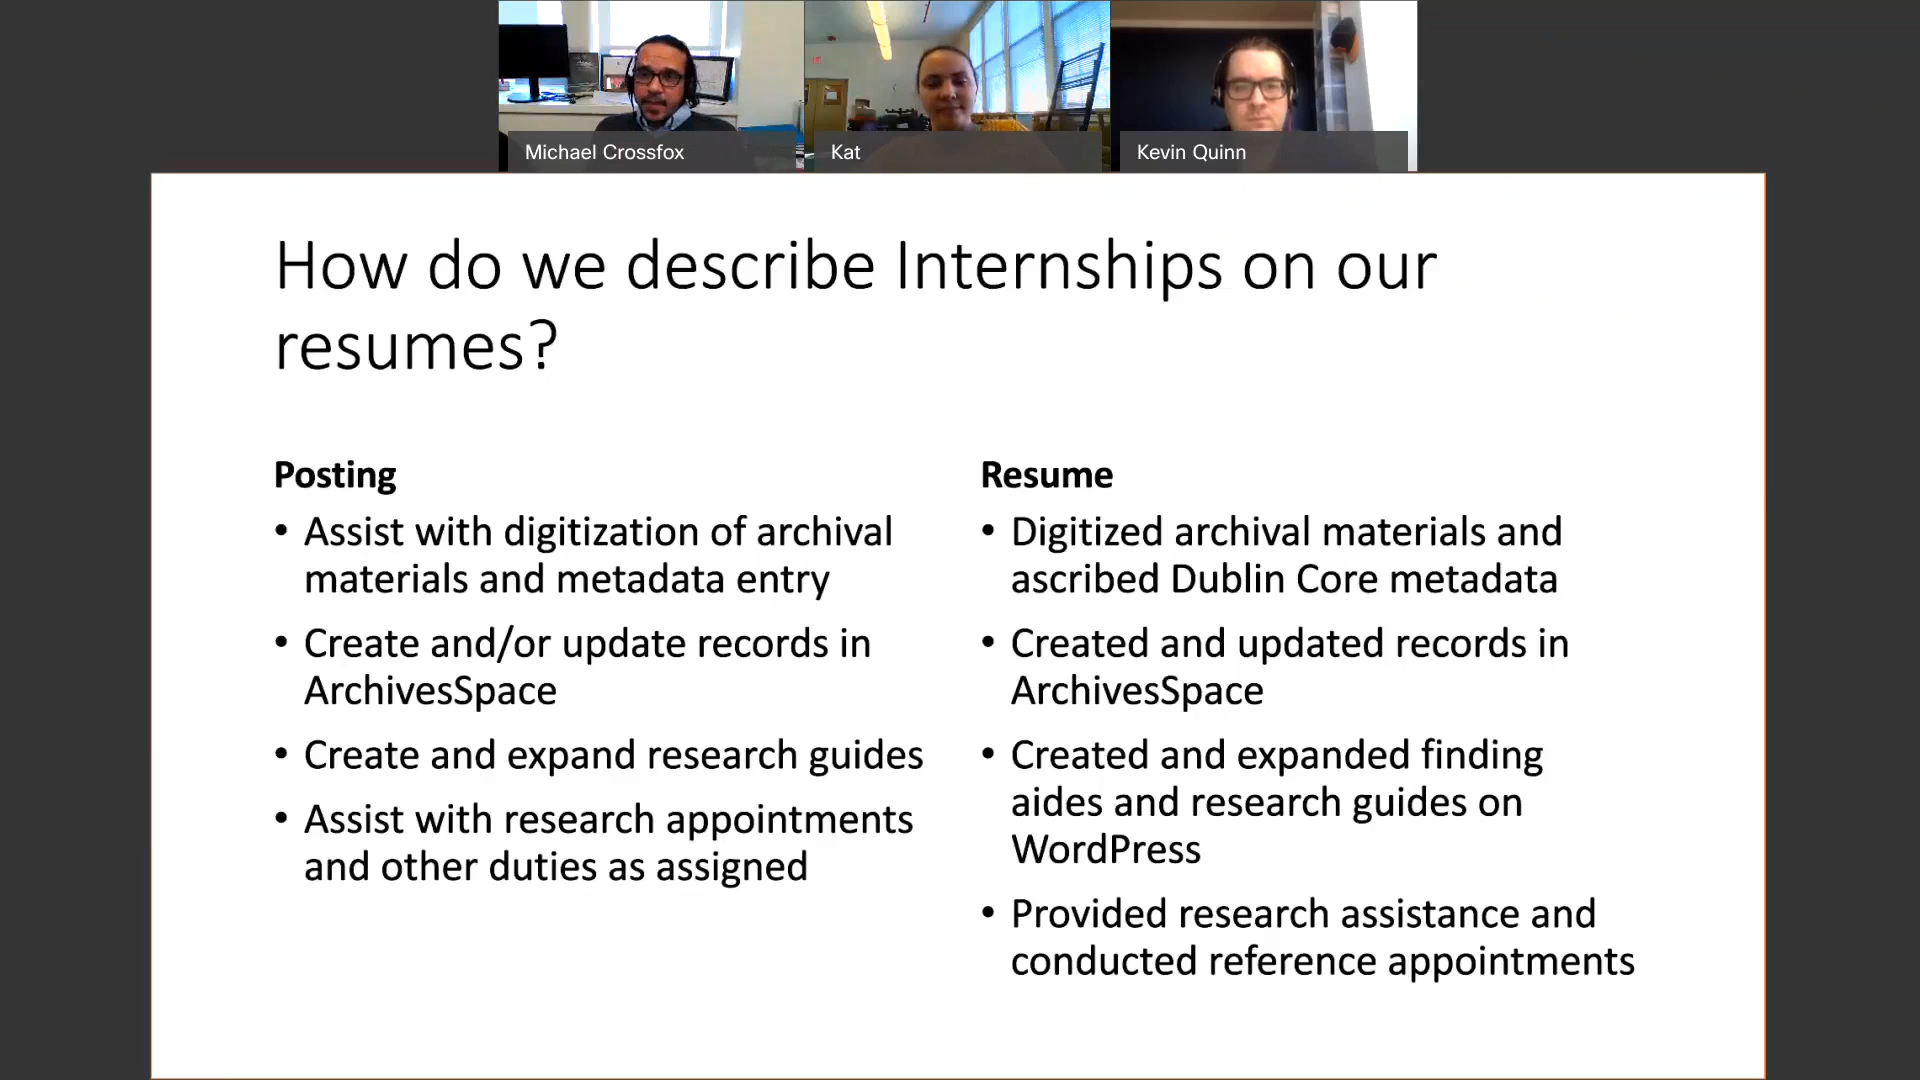 Michael Crossfox
Kat
Kevin Quinn
How do we describe Internships on our
resumes?
Posting
• Assist with digitization of archival
materials and metadata entry
• Create and/or update records in
ArchivesSpace
• Create and expand research guides
• Assist with research appointments
and other duties as assigned
Resume
• Digitized archival materials and
ascribed Dublin Core metadata
• Created and updated records in
ArchivesSpace
• Created and expanded finding
aides and research guides on
WordPress
• Provided research assistance and
conducted reference appointments